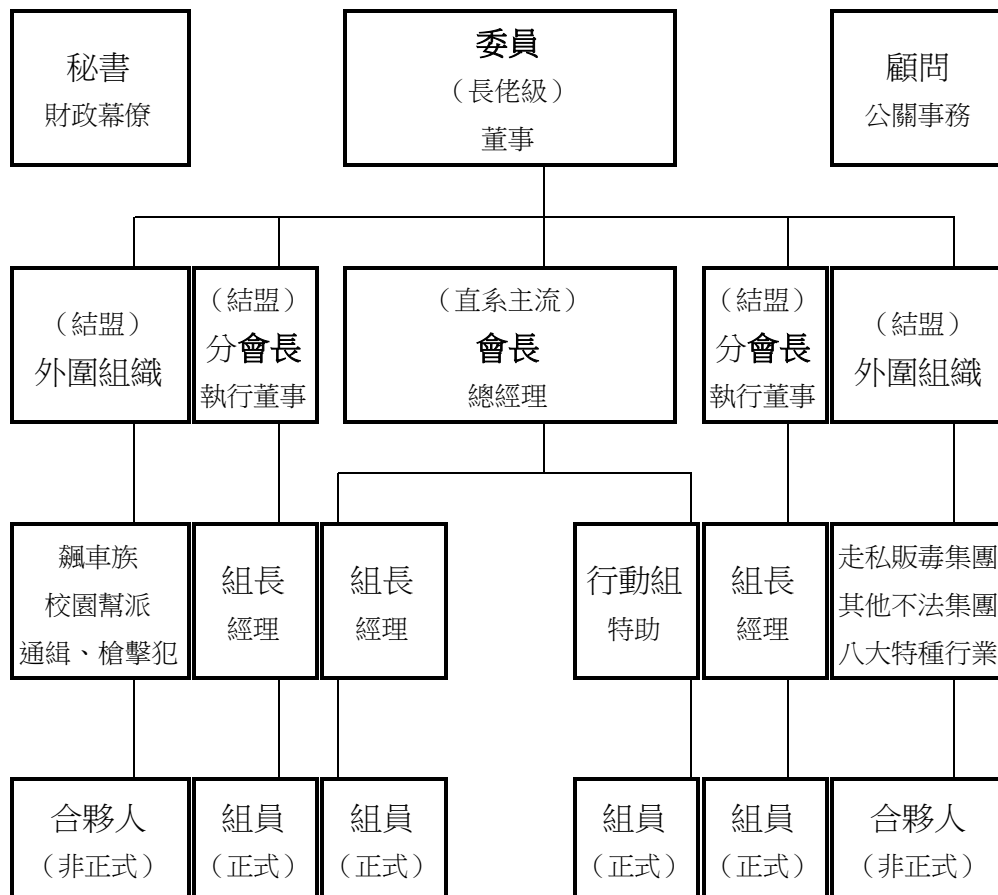 秘書
財政幕僚
委員
（長佬級）
董事
顧問
公關事務
（結盟）
外圍組織
（結盟）
分會長
執行董事
（直系主流）
會長
總經理
（結盟）
分會長
執行董事
（結盟）
外圍組織
飆車族
校園幫派
通緝、槍擊犯
組長
經理
組長
經理
行動組
特助
組長
經理
走私販毒集團
其他不法集團
八大特種行業
合夥人
（非正式）
組員
（正式）
組員
（正式）
組員
（正式）
組員
（正式）
合夥人
（非正式）